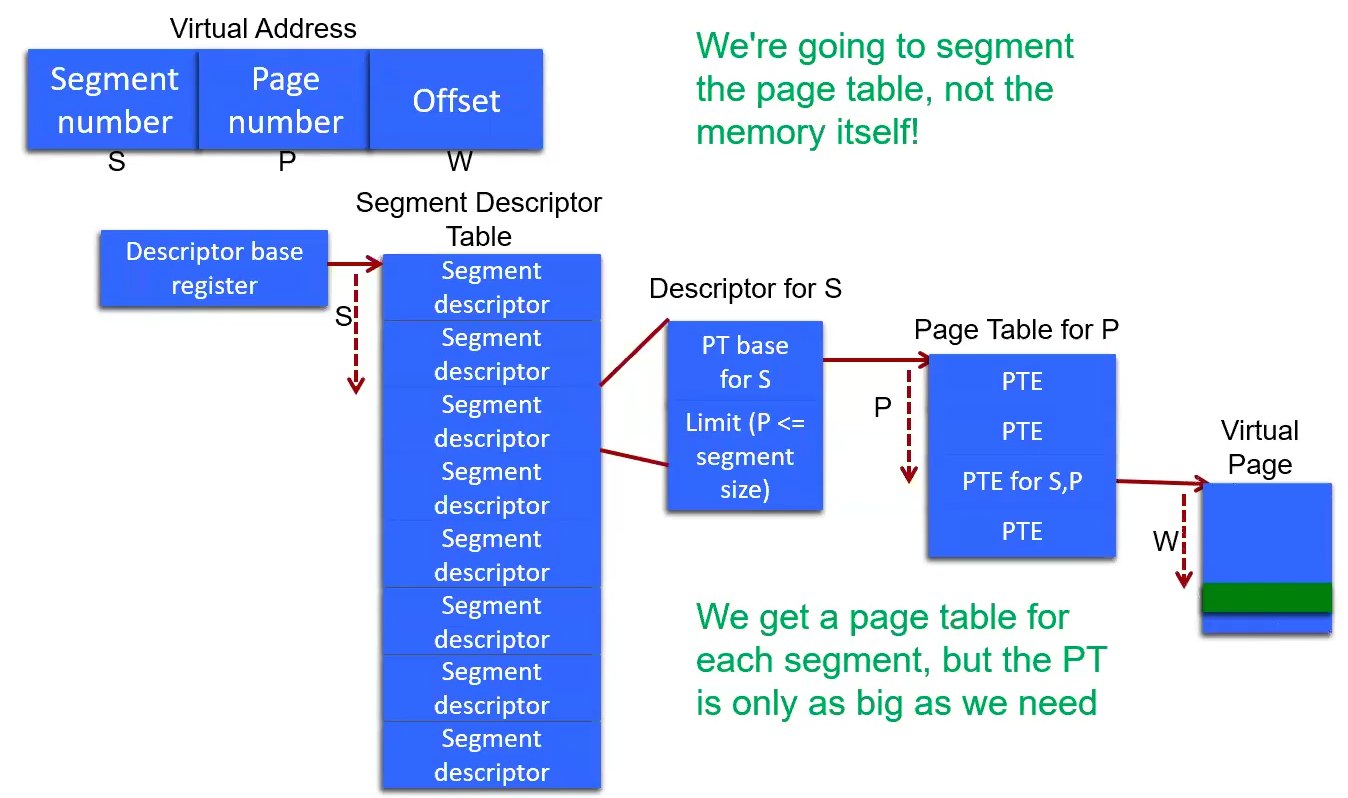 Virtual Address
Segment
number
Page
number
Offset
S
P
W
We're going to segment
the page table, not the
memory itself!
Segment Descriptor
Table
Descriptor base
register
S
Segment
descriptor
Segment
descriptor
Segment
descriptor
Segment
descriptor
Segment
descriptor
Segment
descriptor
Segment
descriptor
Segment
descriptor
Descriptor for S
PT base
for S
Limit (P <=
segment
size)
Page Table for P
P
PTE
PTE
PTE for S,P
PTE
Virtual
Page
W
We get a page table for
each segment, but the PT
is only as big as we need